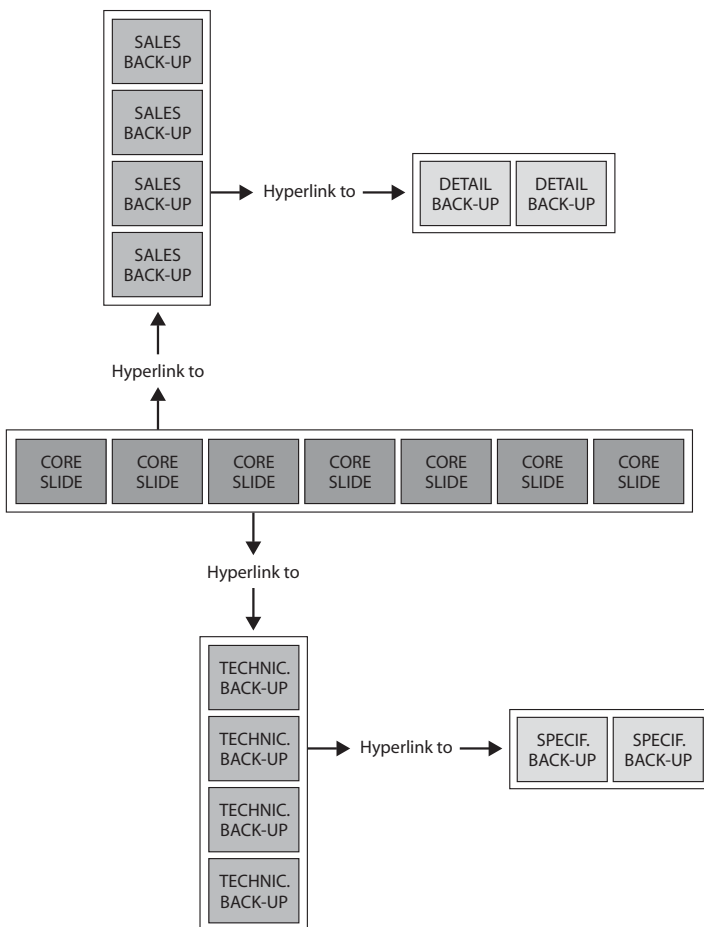 SALES
BACK-UP
SALES
BACK-UP
SALES
BACK-UP
SALES
BACK-UP
Hyperlink to
DETAIL
BACK-UP
DETAIL
BACK-UP
Hyperlink to
CORE
SLIDE
CORE
SLIDE
CORE
SLIDE
CORE
SLIDE
CORE
SLIDE
CORE
SLIDE
CORE
SLIDE
Hyperlink to
TECHNIC.
BACK-UP
TECHNIC.
BACK-UP
TECHNIC.
BACK-UP
TECHNIC.
BACK-UP
Hyperlink to
SPECIF.
BACK-UP
SPECIF.
BACK-UP